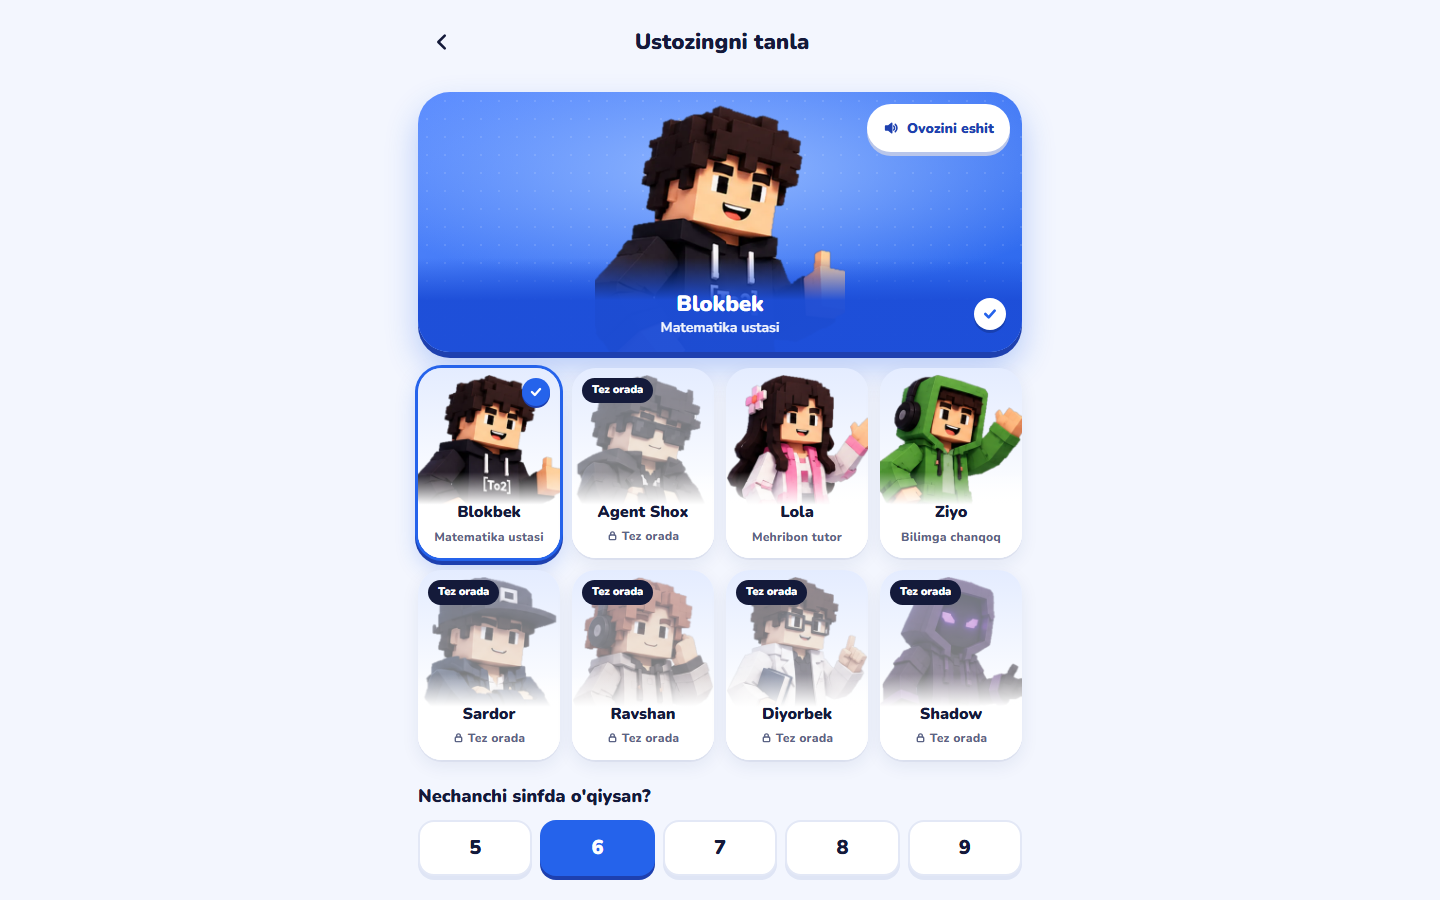 Ustozingni tanla
Ovozini eshit
Blokbek
Matematika ustasi
Tez orada
[To2]
Blokbek
Agent Shox
Lola
Ziyo
Matematika ustasi
Tez orada
Mehribon tutor
Bilimga chanqoq
Tez orada
Tez orada
Tez orada
Tez orada
Sardor
Ravshan
Diyorbek
Shadow
Tez orada
Tez orada
Tez orada
Tez orada
Nechanchi sinfda o'qiysan?
5
6
7
8
9